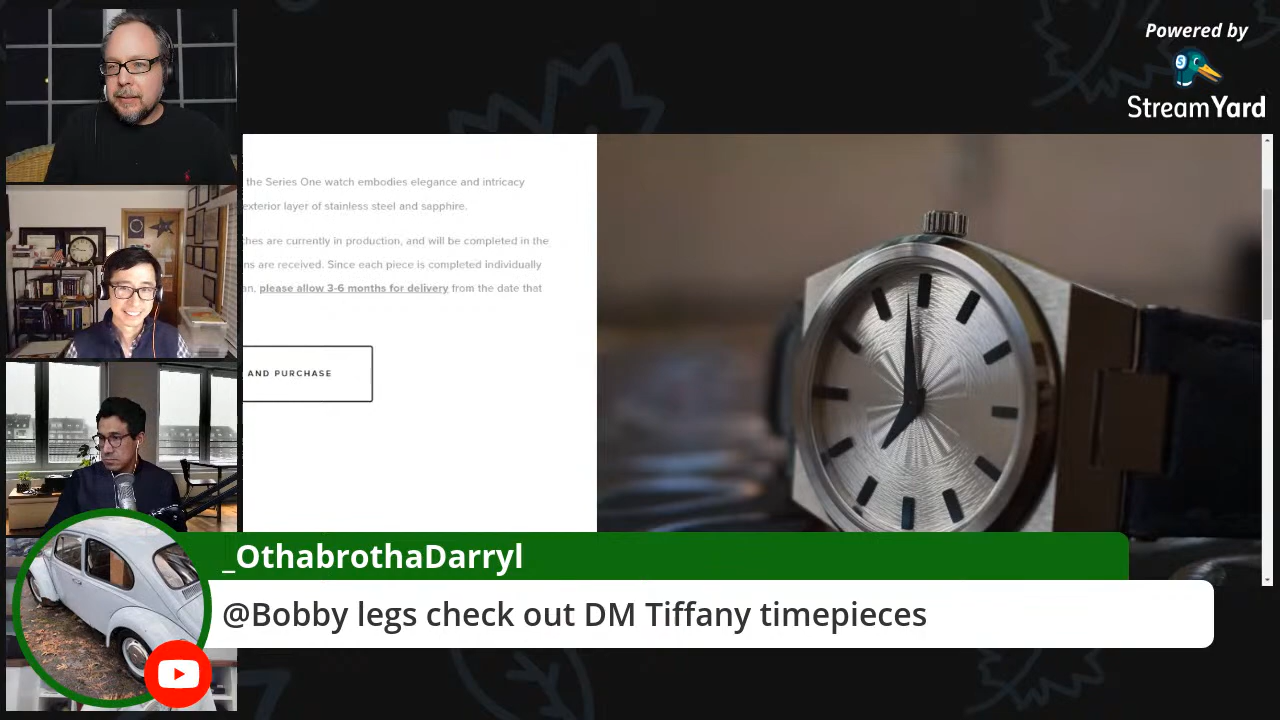 Powered by
StreamYard
the Series One watch embodies elegance and intricacy
exterior layer of stainless steel and sapphire.
hes are currently in production, and will be completed in the
ns are received. Since each piece is completed individually
an, please allow 3-6 months for delivery from the date that
AND PURCHASE
_OthabrothaDarryl
@Bobby legs check out DM Tiffany timepieces